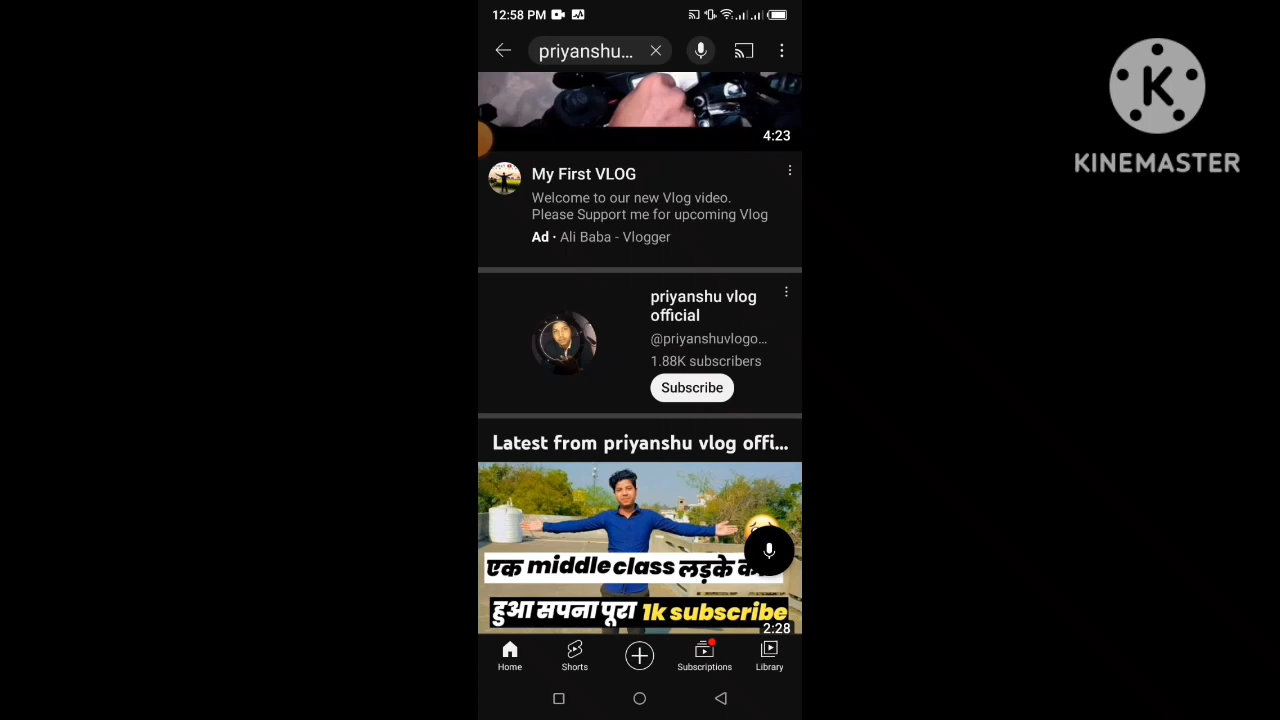 12:58 PM
priyanshu...
4:23
My First VLOG
Welcome to our new Vlog video.
Please Support me for upcoming Vlog
Ad · Ali Baba - Vlogger
priyanshu vlog
official
@priyanshuvlogo...
1.88K subscribers
Subscribe
Latest from priyanshu vlog offi...
एक middle class लड़के
हुआ सपना पूरा 1k subscribe
2:28
Home
Shorts
Subscriptions
Library
K
KINEMASTER